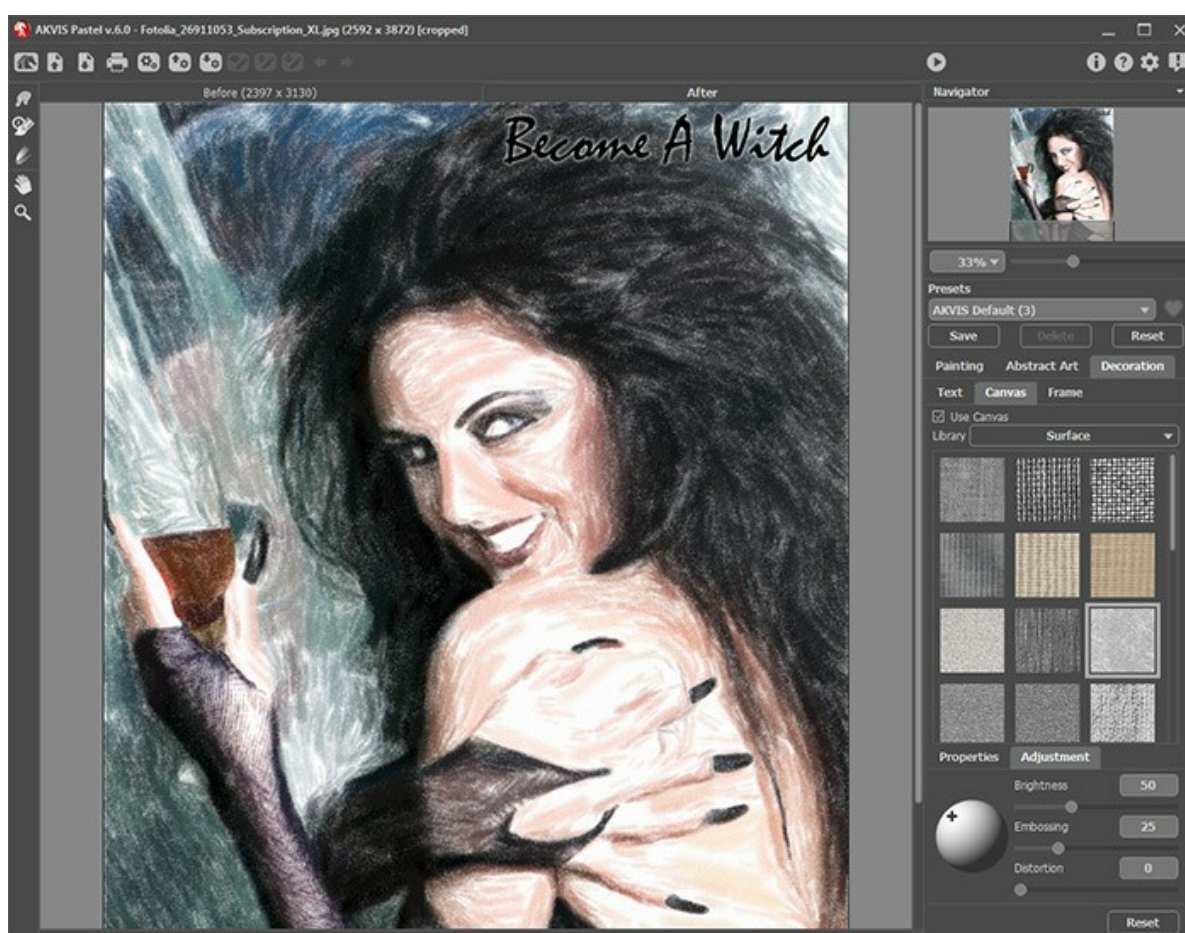 AKVIS Pastel v.6.0 - Fotolia_26911053_Subscription_XL.jpg (2592 x 3872) [cropped]
Before (2397 x 3130)
After
Navigator
Become A Witch
33%
Presets
AKVIS Default (3)
Save Delete Reset
Painting Abstract Art Decoration
Text Canvas Frame
Use Canvas
Library Surface
Properties Adjustment
Brightness 50
Embossing 25
Distortion 0
Reset